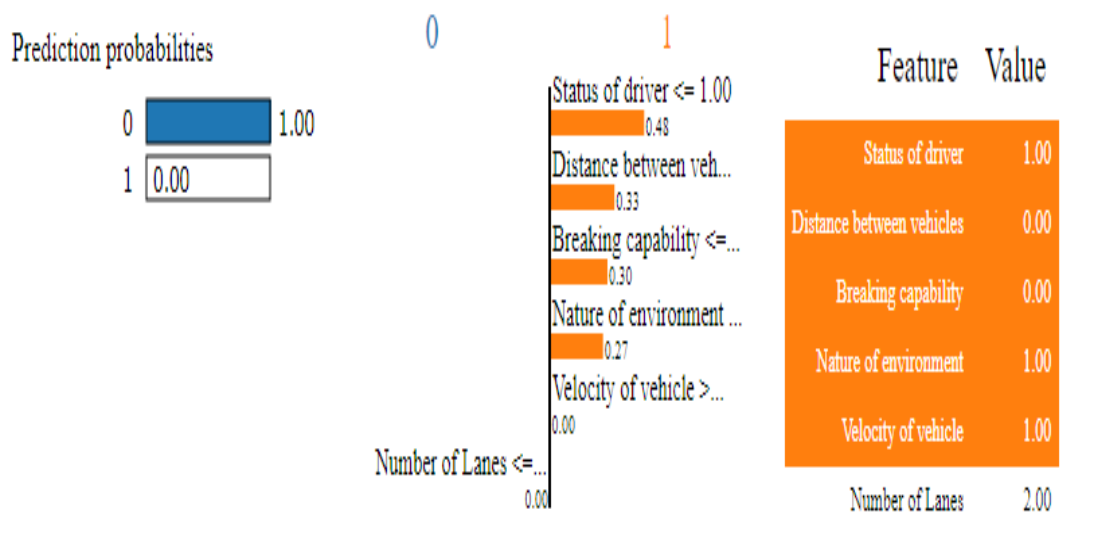 Prediction probabilities
0 1.00
1 0.00
0 1
Status of driver <= 1.00
0.48
Distance between veh...
0.33
Breaking capability <=...
0.30
Nature of environment ...
0.27
Velocity of vehicle >...
0.00
Number of Lanes <=...
0.00
Feature Value
Status of driver 1.00
Distance between vehicles 0.00
Breaking capability 0.00
Nature of environment 1.00
Velocity of vehicle 1.00
Number of Lanes 2.00